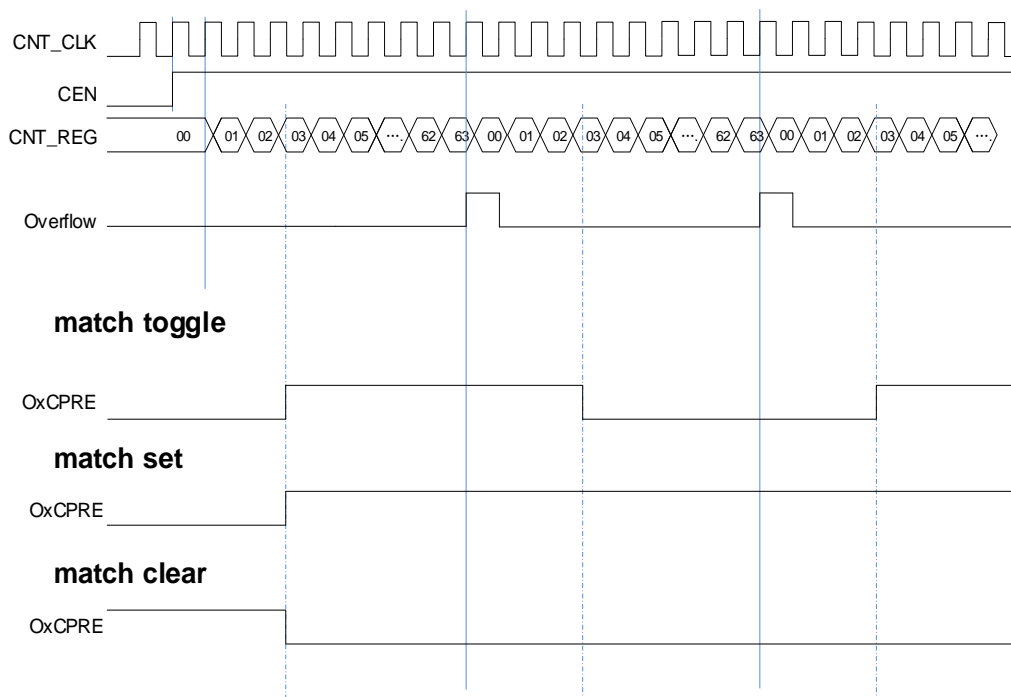 CNT_CLK
CEN
CNT_REG 00 01 02 03 04 05 .... 62 63 00 01 02 03 04 05 .... 62 63 00 01 02 03 04 05 ....
Overflow
match toggle
OxCPRE
match set
OxCPRE
match clear
OxCPRE